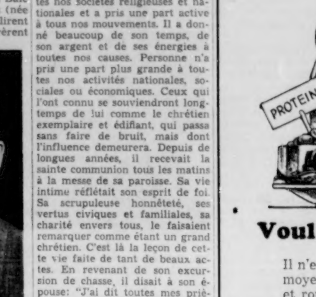 tes nos sociétés religieuses et na-
tionales et a pris une part active
à tous nos mouvements. Il a don-
né beaucoup de son temps, de
son argent et de ses énergies à
toutes nos causes. Personne n'a
pris une part plus grande à tou-
tes nos activités nationales, so-
ciales ou économiques. Ceux qui
l'ont connu se souviendront long-
temps de lui comme le chrétien
exemplaire et édifiant, qui passa
sans faire de bruit, mais dont
l'influence demeurera. Depuis de
longues années, il recevait la
sainte communion tous les matins
à la messe de sa paroisse. Sa vie
intime réflétait son esprit de foi.
Sa scrupuleuse honnêteté, ses
vertus civiques et familiales, sa
charité envers tous, le faisaient
remarquer comme étant un grand
chrétien. C'est là la leçon de cet-
te vie faite de tant de beaux ac-
tes. En revenant de son excur-
sion de chasse, il disait à son é-
pouse: "J'ai dit toutes mes priè-
(née
dirent
vèrent
PROTEIN
Voul
Il n'e
moye
et ro